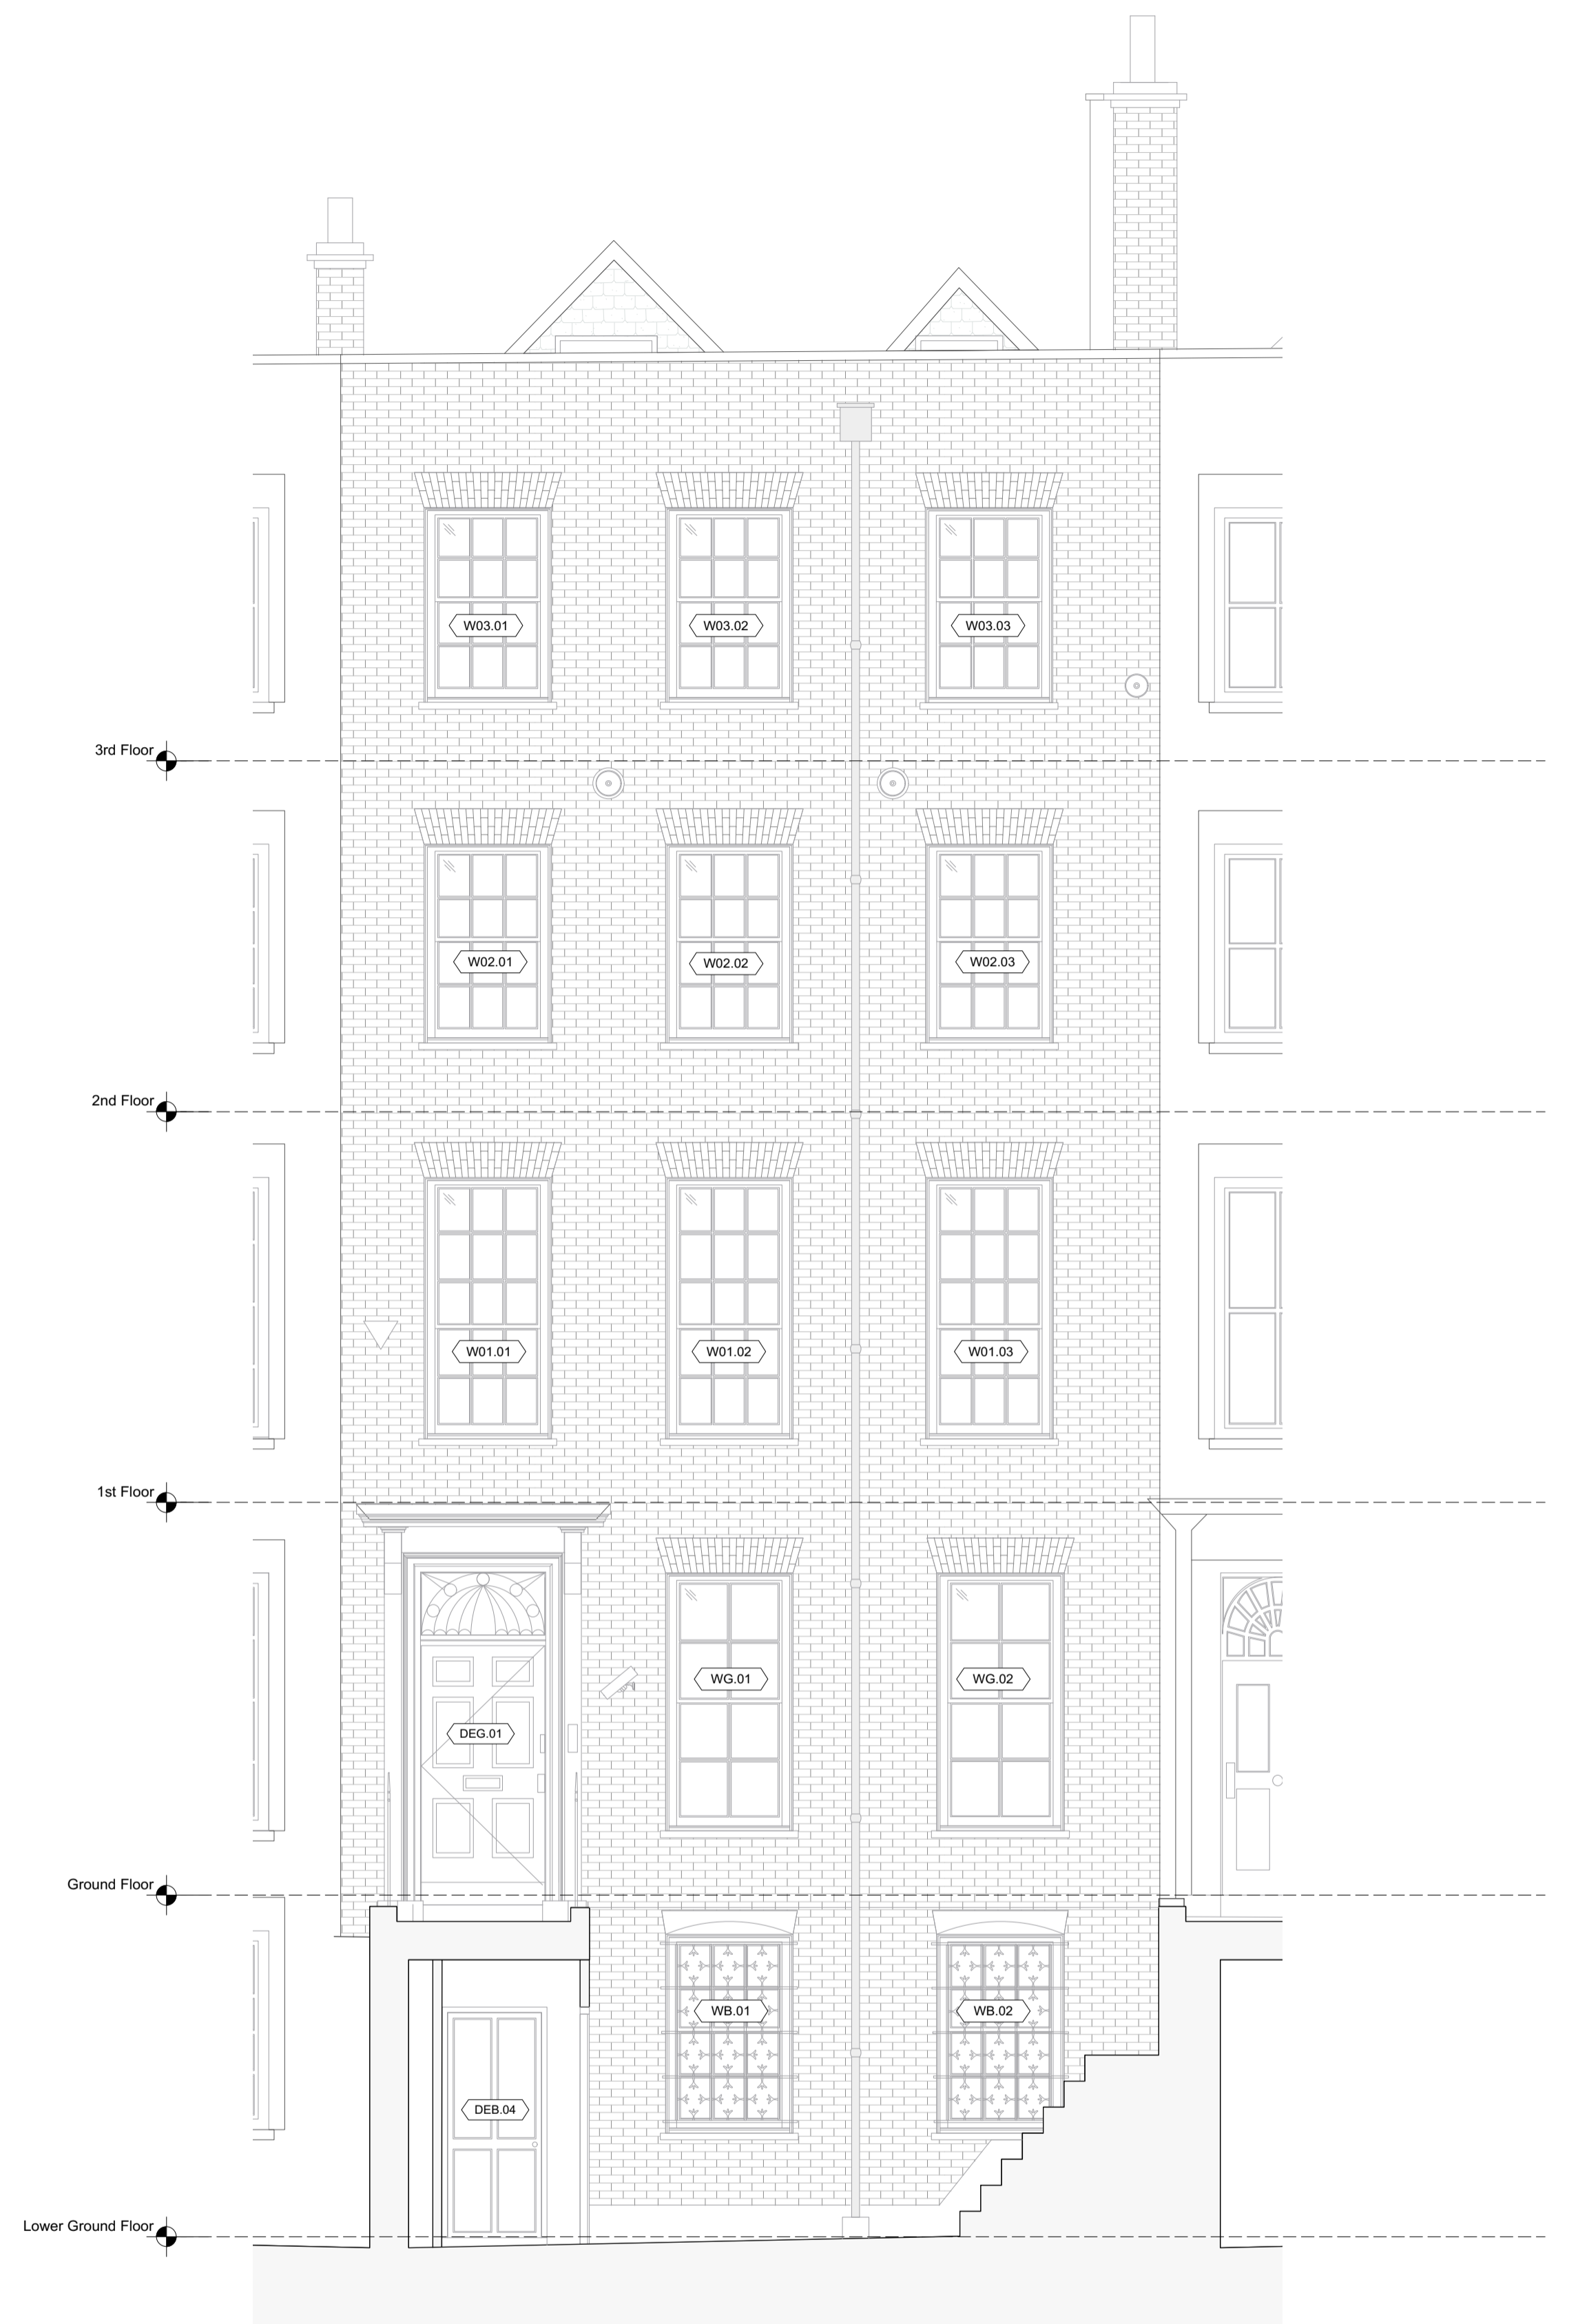 W03.01
W03.02
W03.03
3rd Floor
W02.01
W02.02
W02.03
2nd Floor
W01.01
W01.02
W01.03
1st Floor
WG.01
WG.02
DEG.01
Ground Floor
WB.01
WB.02
DEB.04
Lower Ground Floor